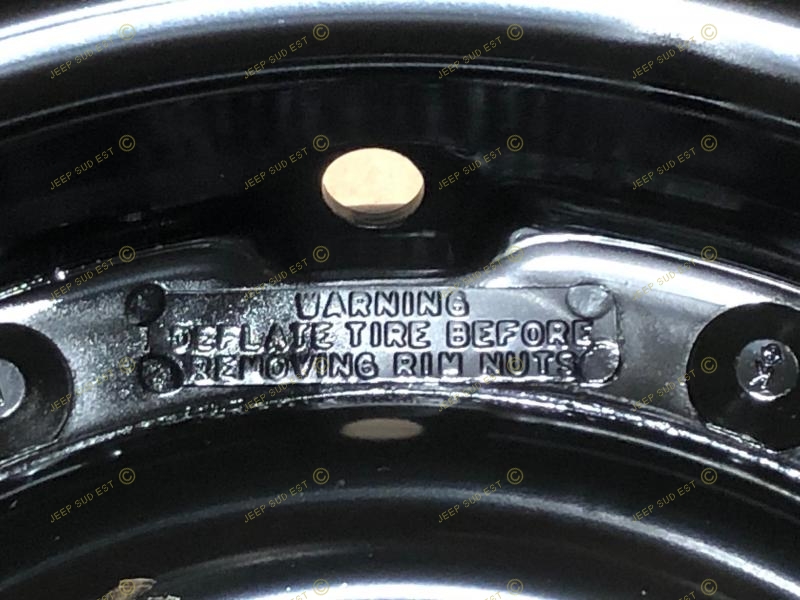 WARNING
DEFLATE TIRE BEFORE
REMOVING RIM NUTS
JEEP SUD EST ©